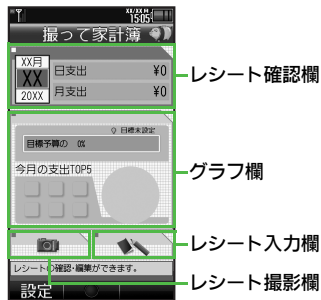 XX/XX XX
15:05
撮って家計簿
XX月
XX
20XX
日支出 ¥0
月支出 ¥0
レシート確認欄
目標未設定
目標予算の 0%
今月の支出TOP5
グラフ欄
レシート入力欄
レシートの確認・編集ができます。
レシート撮影欄
設定